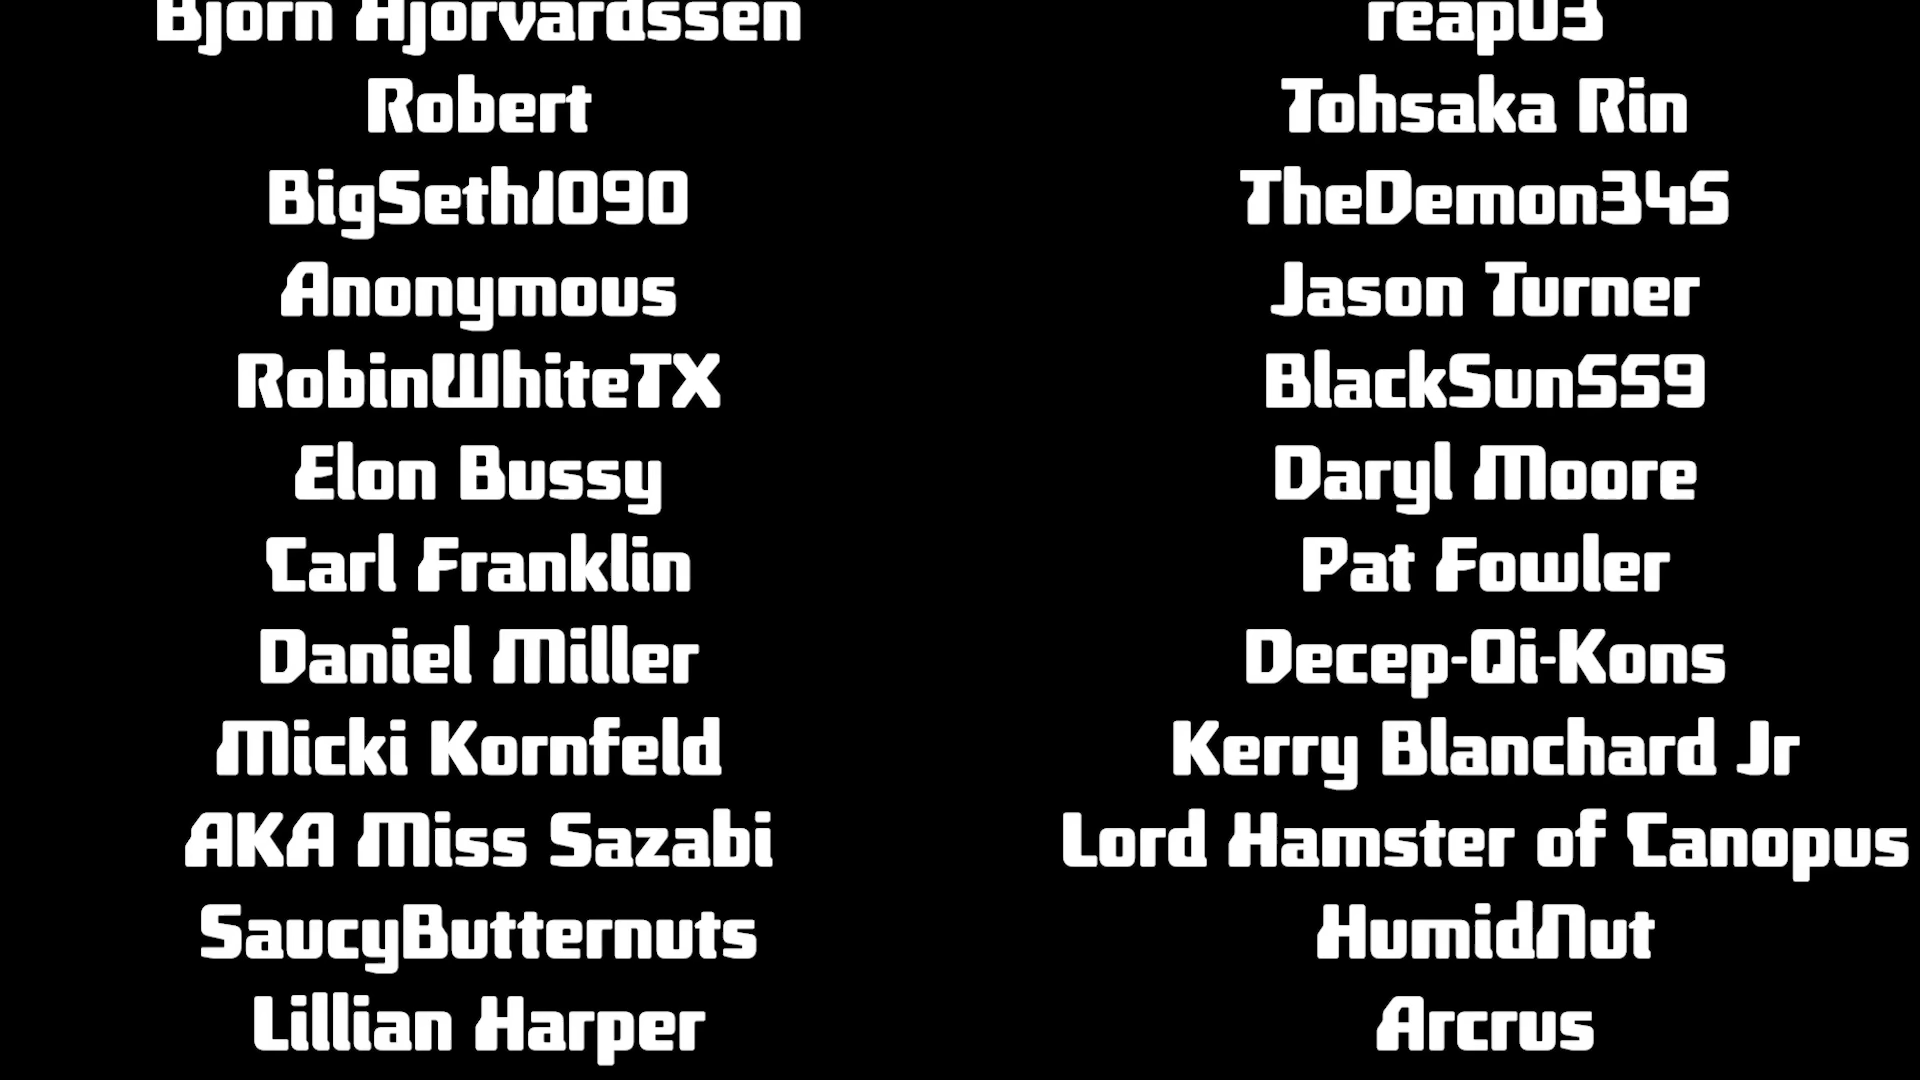 Bjorn Hjorvardssen
Robert
BigSeth1090
Anonymous
RobinWhiteTX
Elon Bussy
Carl Franklin
Daniel Miller
Micki Kornfeld
AKA Miss Sazabi
SaucyButternuts
Lillian Harper
reap03
Tohsaka Rin
TheDemon345
Jason Turner
BlackSun559
Daryl Moore
Pat Fowler
Decep-Qi-Kons
Kerry Blanchard Jr
Lord Hamster of Canopus
HumidNut
Arcrus